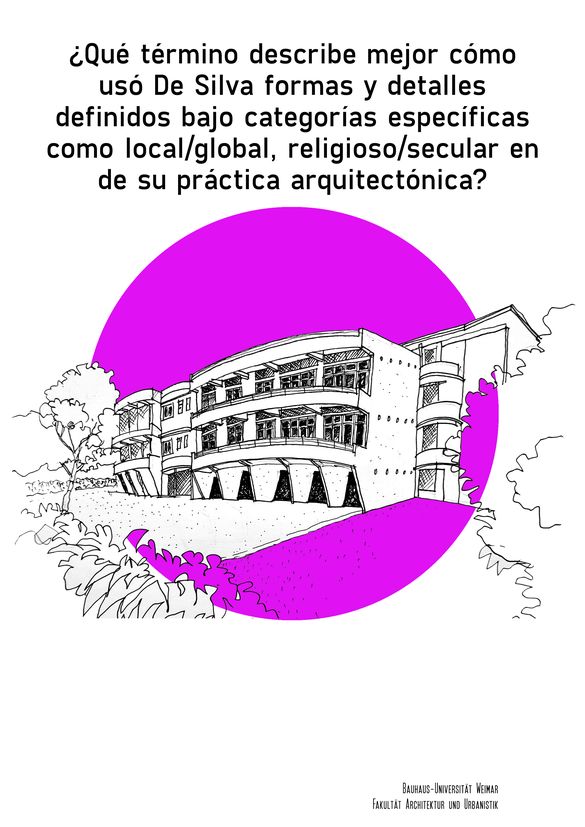 ¿Qué término describe mejor cómo
usó De Silva formas y detalles
definidos bajo categorías específicas
como local/global, religioso/secular en
de su práctica arquitectónica?
Bauhaus-Universität Weimar
Fakultät Architektur und Urbanistik